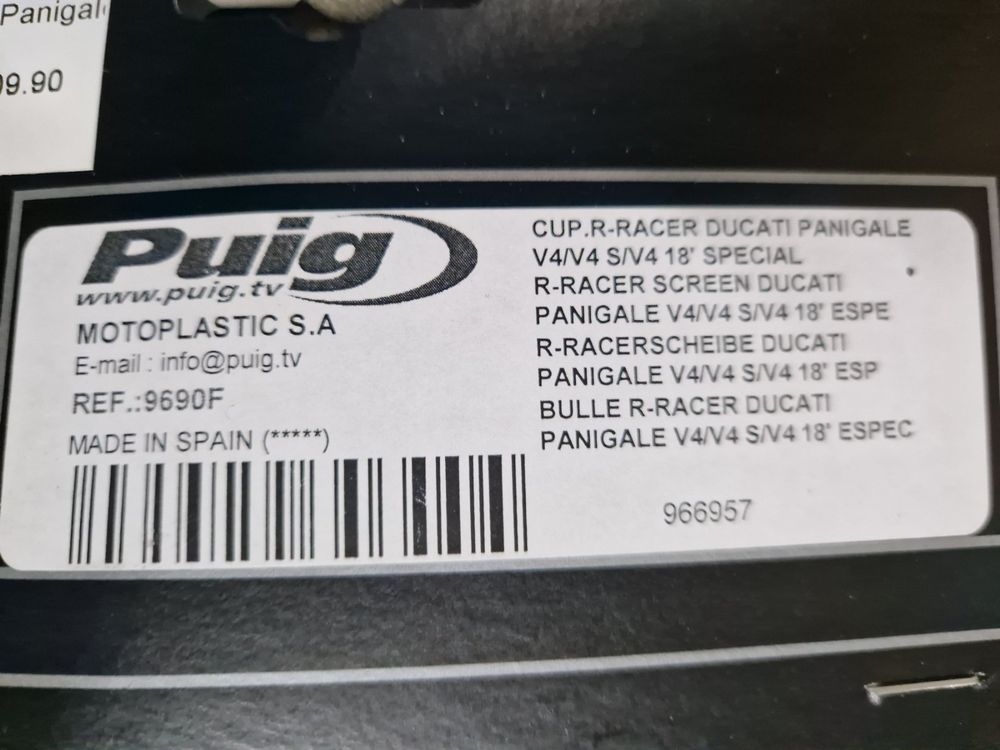 Panigal
99.90
Puig
www.puig.tv
MOTOPLASTIC S.A
E-mail : info@puig.tv
REF.:9690F
MADE IN SPAIN (*****)
CUP.R-RACER DUCATI PANIGALE
V4/V4 S/V4 18' SPECIAL
R-RACER SCREEN DUCATI
PANIGALE V4/V4 S/V4 18' ESPE
R-RACERSCHEIBE DUCATI
PANIGALE V4/V4 S/V4 18' ESP
BULLE R-RACER DUCATI
PANIGALE V4/V4 S/V4 18' ESPEC
966957